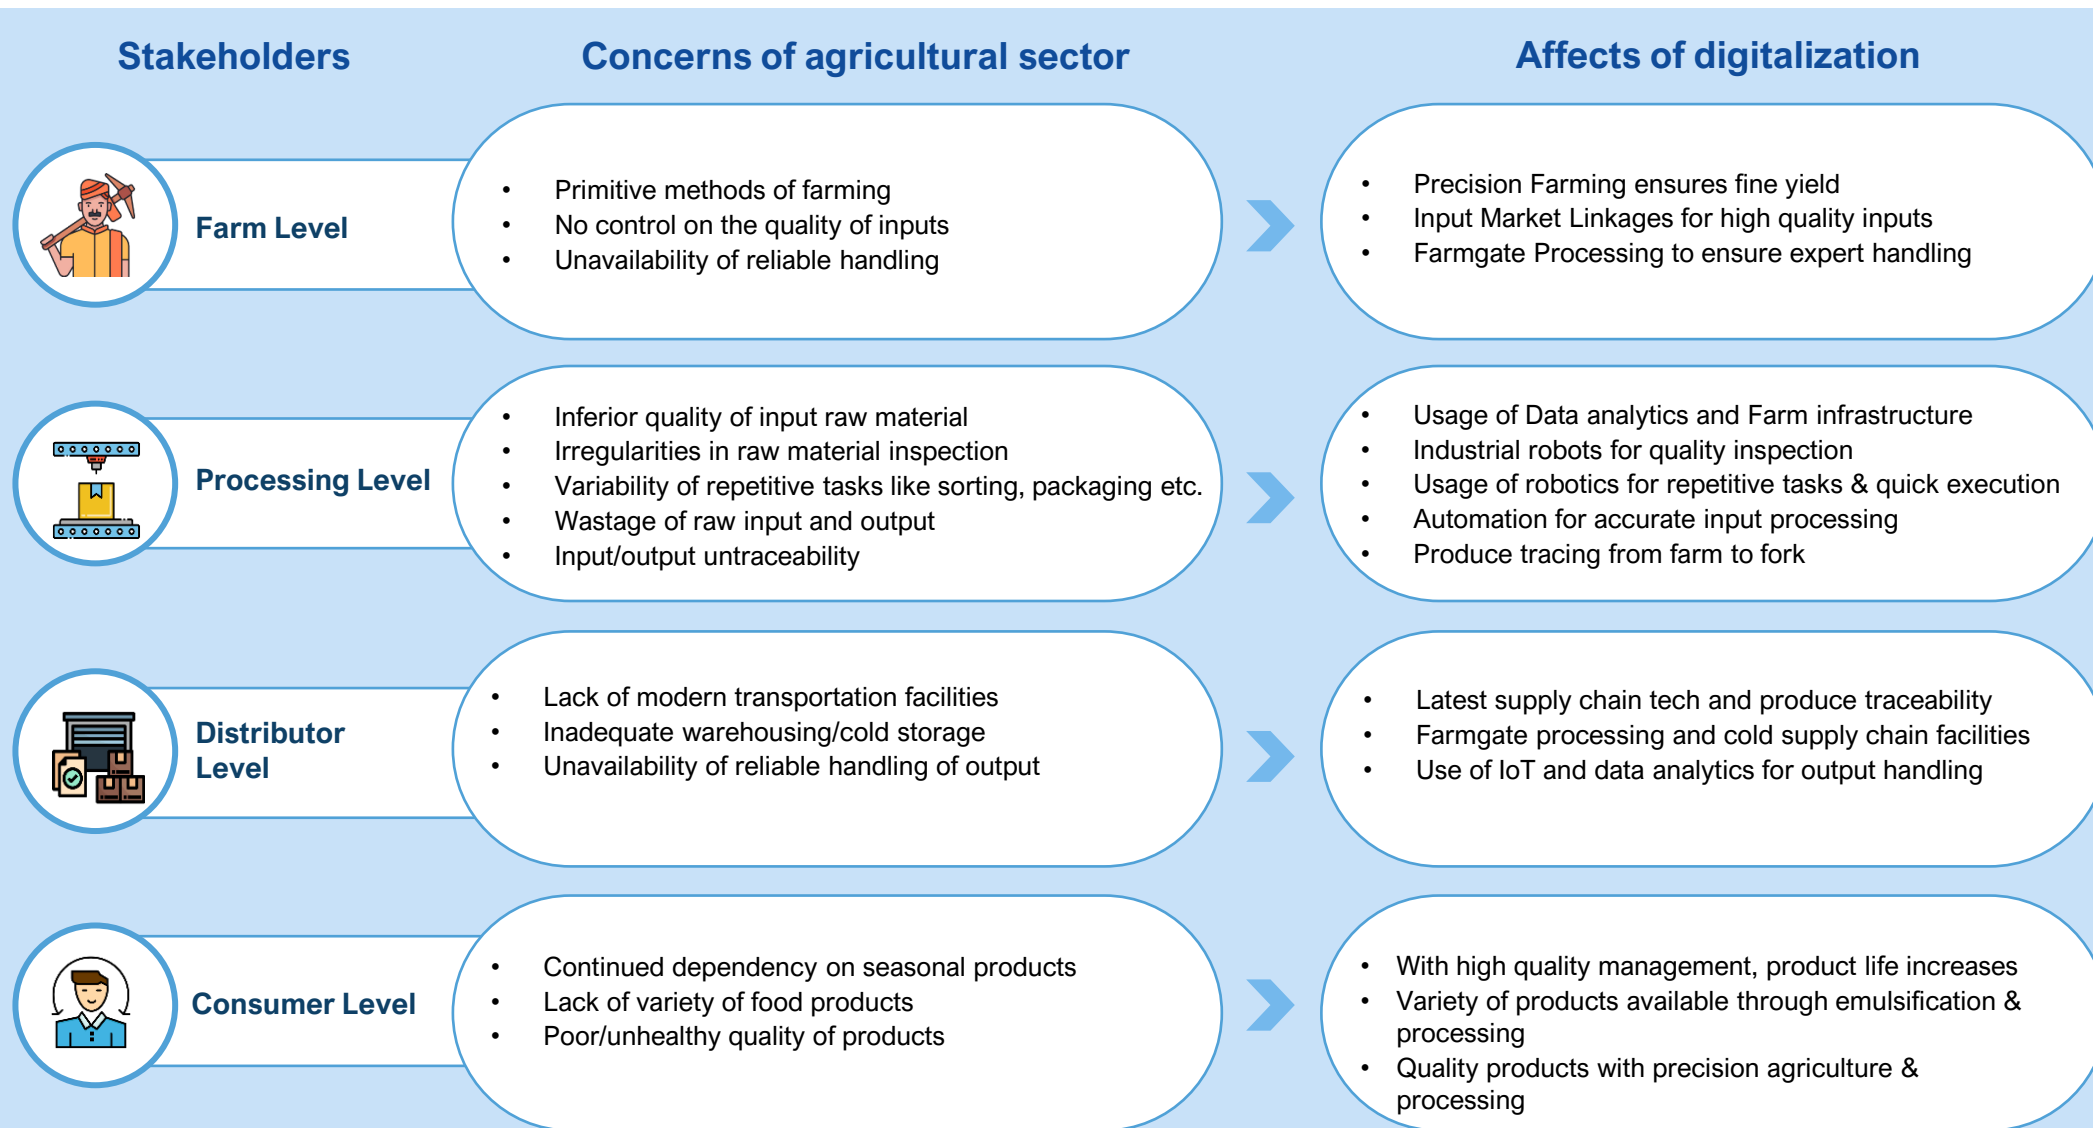 Stakeholders
Concerns of agricultural sector
Affects of digitalization
Farm Level
• Primitive methods of farming
• No control on the quality of inputs
• Unavailability of reliable handling
• Precision Farming ensures fine yield
• Input Market Linkages for high quality inputs
• Farmgate Processing to ensure expert handling
Processing Level
• Inferior quality of input raw material
• Irregularities in raw material inspection
• Variability of repetitive tasks like sorting, packaging etc.
• Wastage of raw input and output
• Input/output untraceability
• Usage of Data analytics and Farm infrastructure
• Industrial robots for quality inspection
• Usage of robotics for repetitive tasks & quick execution
• Automation for accurate input processing
• Produce tracing from farm to fork
Distributor
Level
• Lack of modern transportation facilities
• Inadequate warehousing/cold storage
• Unavailability of reliable handling of output
• Latest supply chain tech and produce traceability
• Farmgate processing and cold supply chain facilities
• Use of IoT and data analytics for output handling
Consumer Level
• Continued dependency on seasonal products
• Lack of variety of food products
• Poor/unhealthy quality of products
• With high quality management, product life increases
• Variety of products available through emulsification &
processing
• Quality products with precision agriculture &
processing